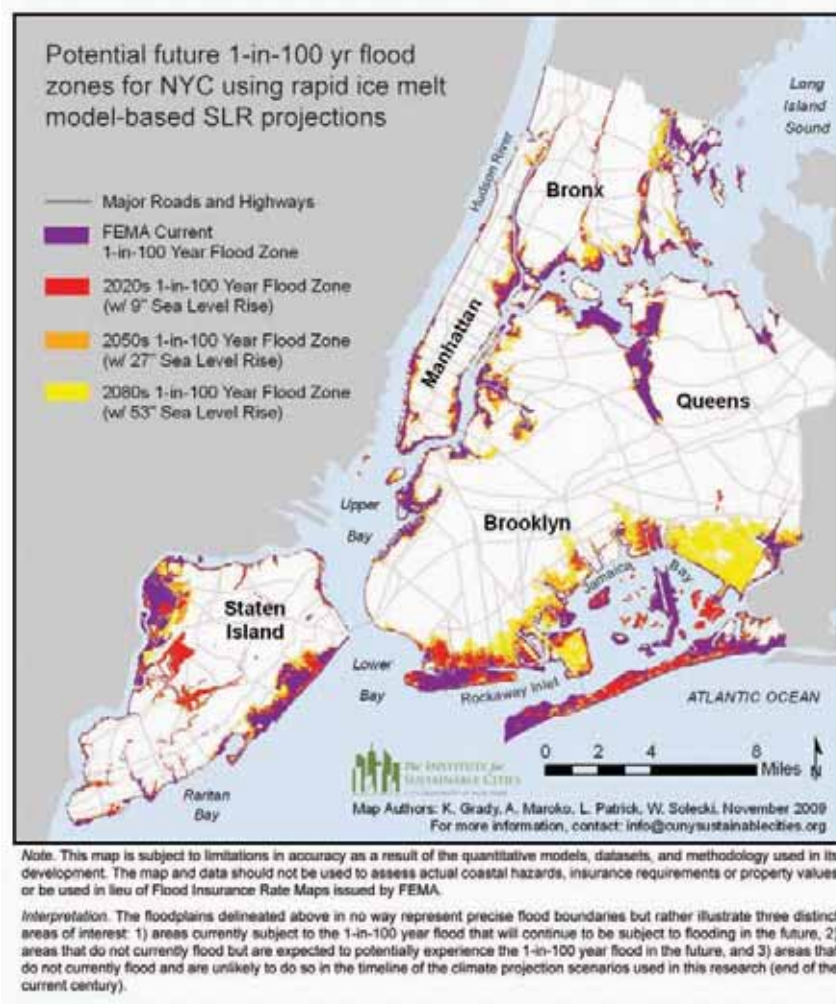 Potential future 1-in-100 yr flood
zones for NYC using rapid ice melt
model-based SLR projections
Major Roads and Highways
FEMA Current
1-in-100 Year Flood Zone
2020s 1-in-100 Year Flood Zone
(w/ 9" Sea Level Rise)
2050s 1-in-100 Year Flood Zone
(w/ 27" Sea Level Rise)
2080s 1-in-100 Year Flood Zone
(w/ 53" Sea Level Rise)
Long
Island
Sound
Hudson River
Bronx
Manhattan
Queens
Upper
Bay
Brooklyn
Jamaica
Bay
Staten
Island
Lower
Bay
Rockaway Inlet
ATLANTIC OCEAN
Raritan
Bay
0 2 4 8
Miles N
The INSTITUTE for
SUSTAINABLE CITIES
Map Authors: K. Grady, A. Maroko, L. Patrick, W. Solecki, November 2009
For more information, contact: info@cunysustainablecities.org
Note. This map is subject to limitations in accuracy as a result of the quantitative models, datasets, and methodology used in its
development. The map and data should not be used to assess actual coastal hazards, insurance requirements or property values
or be used in lieu of Flood Insurance Rate Maps issued by FEMA.
Interpretation. The floodplains delineated above in no way represent precise flood boundaries but rather illustrate three distinct
areas of interest: 1) areas currently subject to the 1-in-100 year flood that will continue to be subject to flooding in the future, 2)
areas that do not currently flood but are expected to potentially experience the 1-in-100 year flood in the future, and 3) areas that
do not currently flood and are unlikely to do so in the timeline of the climate projection scenarios used in this research (end of the
current century).